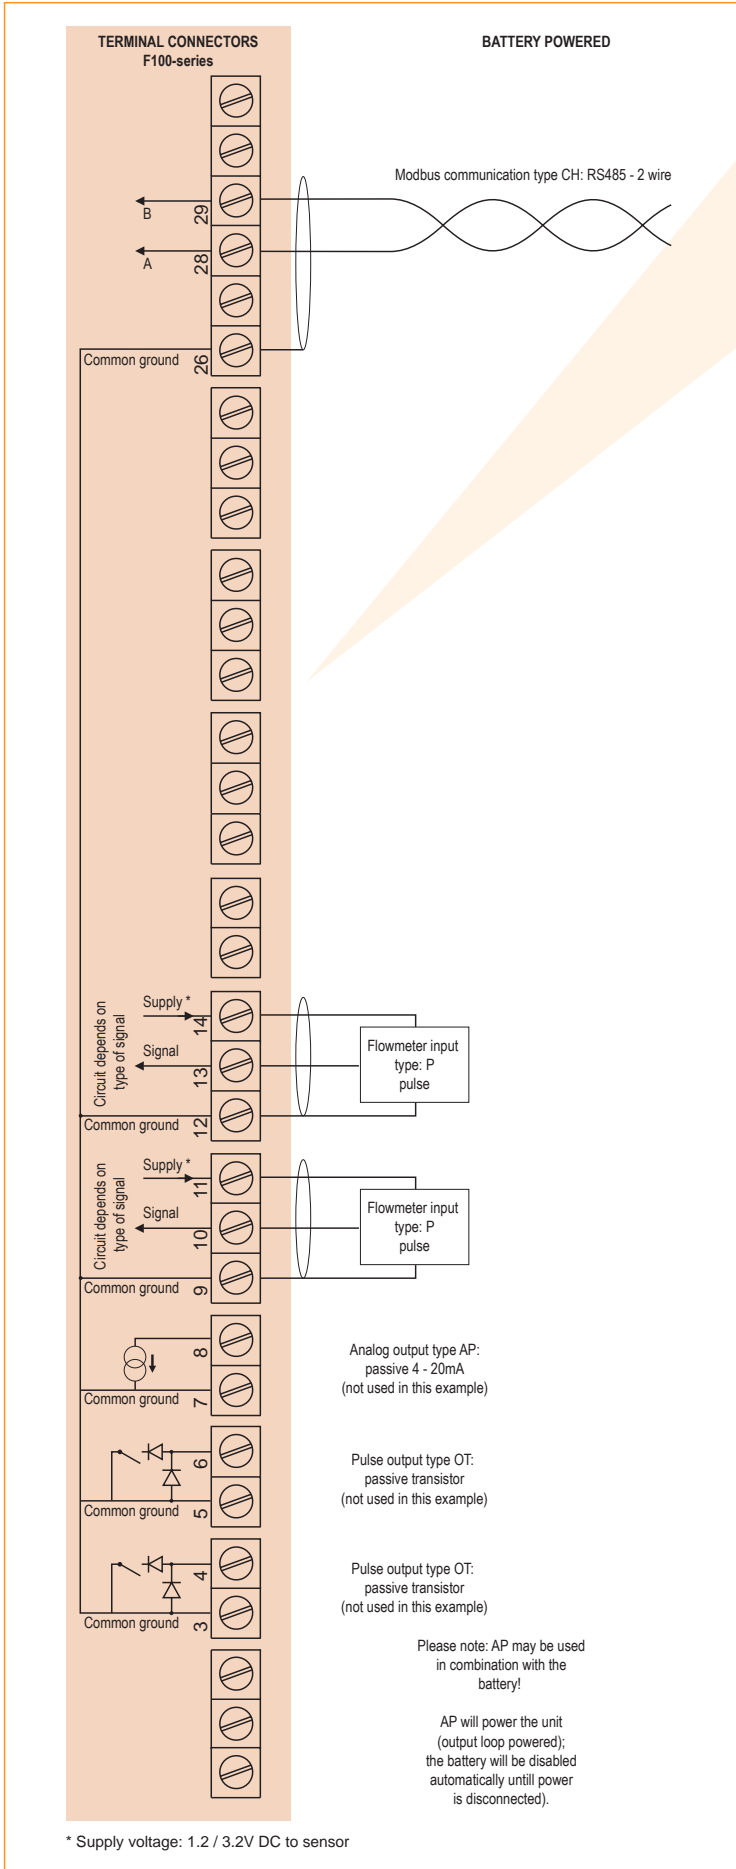 TERMINAL CONNECTORS
F100-series
BATTERY POWERED
Modbus communication type CH: RS485 - 2 wire
B
29
A
28
Common ground
26
Circuit depends on
type of signal
Supply *
14
Signal
13
Common ground
12
Flowmeter input
type: P
pulse
Circuit depends on
type of signal
Supply *
11
Signal
10
Common ground
9
Flowmeter input
type: P
pulse
8
Common ground
7
Analog output type AP:
passive 4 - 20mA
(not used in this example)
6
Common ground
5
Pulse output type OT:
passive transistor
(not used in this example)
4
Common ground
3
Pulse output type OT:
passive transistor
(not used in this example)
Please note: AP may be used
in combination with the
battery!
AP will power the unit
(output loop powered);
the battery will be disabled
automatically untill power
is disconnected).
* Supply voltage: 1.2 / 3.2V DC to sensor